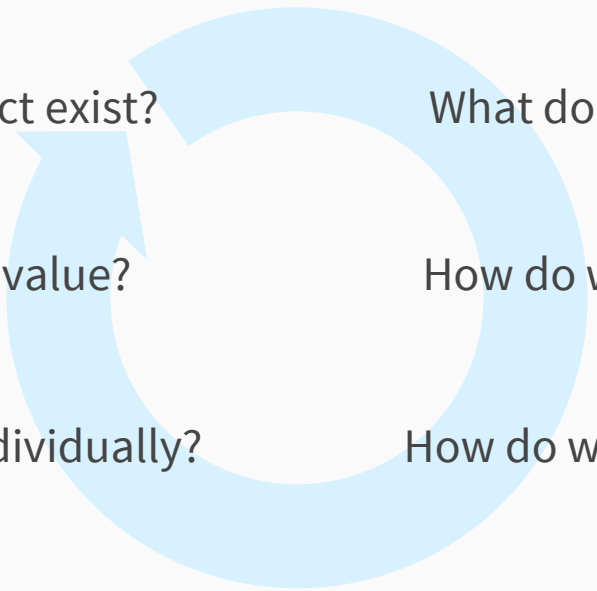 ct exist?
What do
value?
How do w
dividually?
How do w